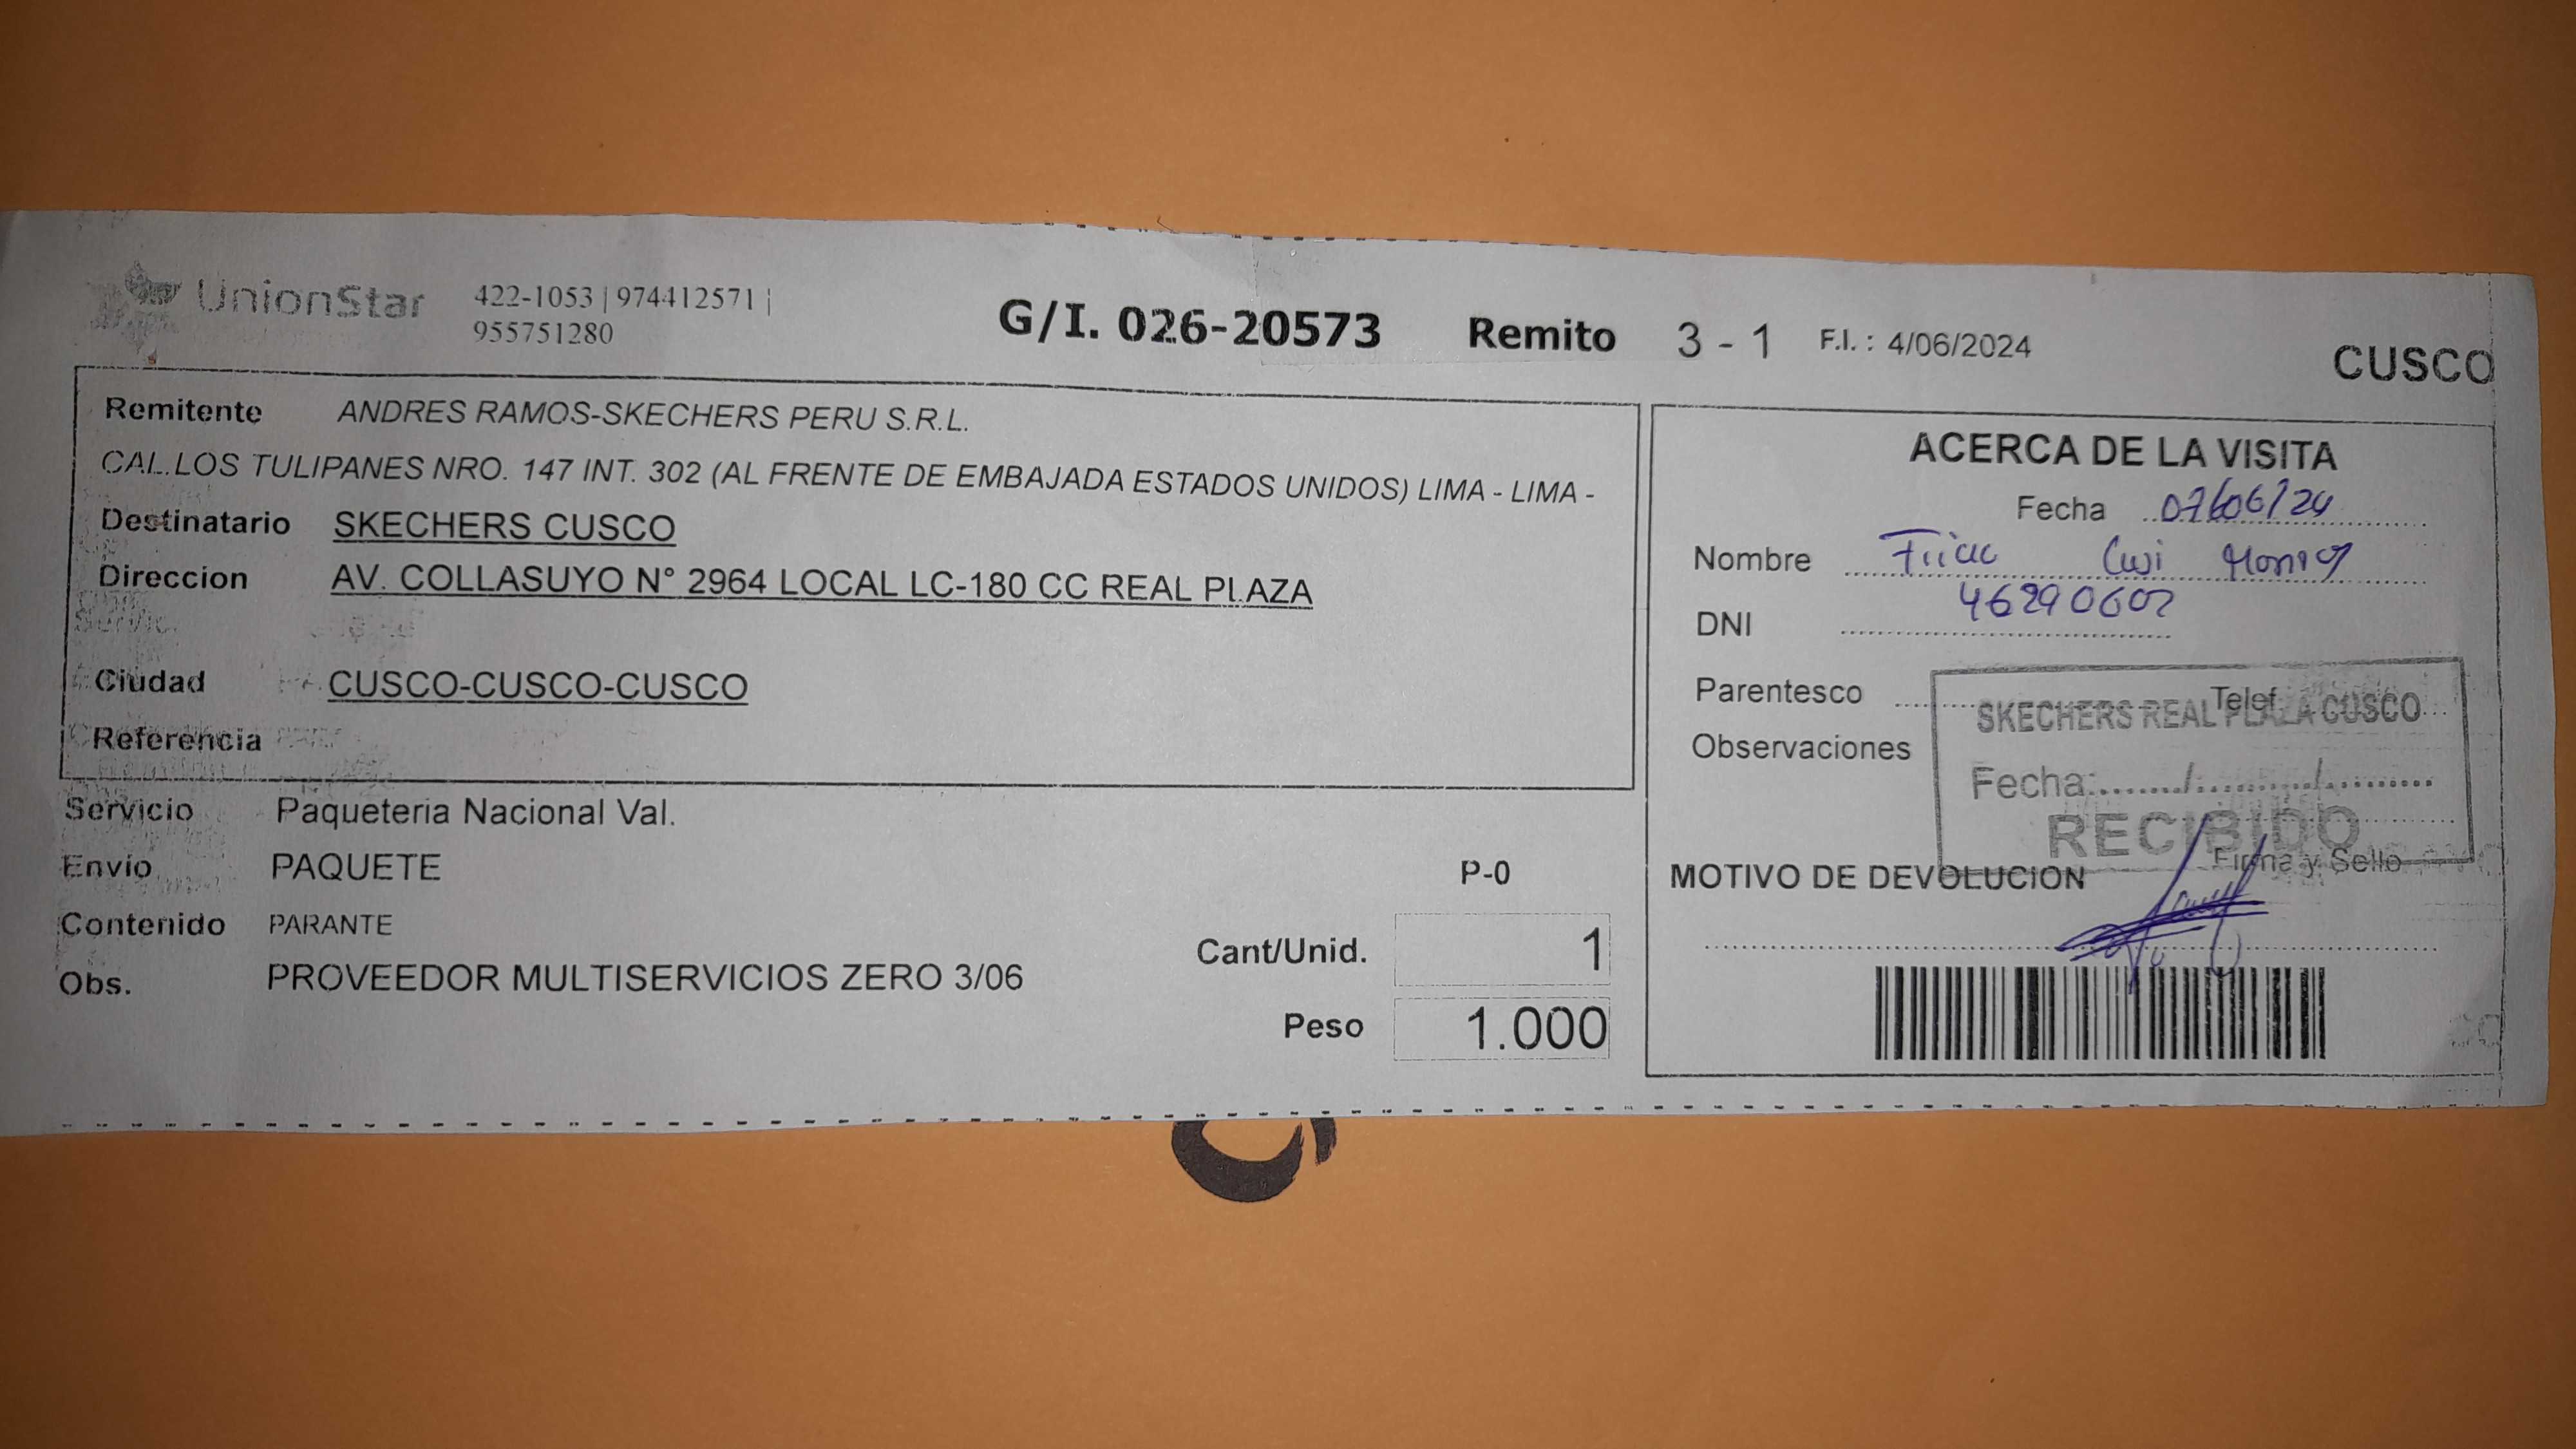 UnionStar 422-1053 | 974412571 |
955751280
G/I. 026-20573 Remito 3 - 1 F.I. : 4/06/2024
CUSCO
Remitente ANDRES RAMOS-SKECHERS PERU S.R.L.
CAL.LOS TULIPANES NRO. 147 INT. 302 (AL FRENTE DE EMBAJADA ESTADOS UNIDOS) LIMA - LIMA -
Destinatario SKECHERS CUSCO
Direccion AV. COLLASUYO N° 2964 LOCAL LC-180 CC REAL PLAZA
Ciudad CUSCO-CUSCO-CUSCO
Referencia
Servicio Paqueteria Nacional Val.
Envio PAQUETE
P-0
Contenido PARANTE
Cant/Unid. 1
Obs. PROVEEDOR MULTISERVICIOS ZERO 3/06
Peso 1.000
ACERCA DE LA VISITA
Fecha 07/06/24
Nombre
DNI 46290602
Parentesco Telef.
SKECHERS REAL PLAZA CUSCO
Observaciones
Fecha:......./........../..........
RECIBIDO
Firma y Sello
MOTIVO DE DEVOLUCION